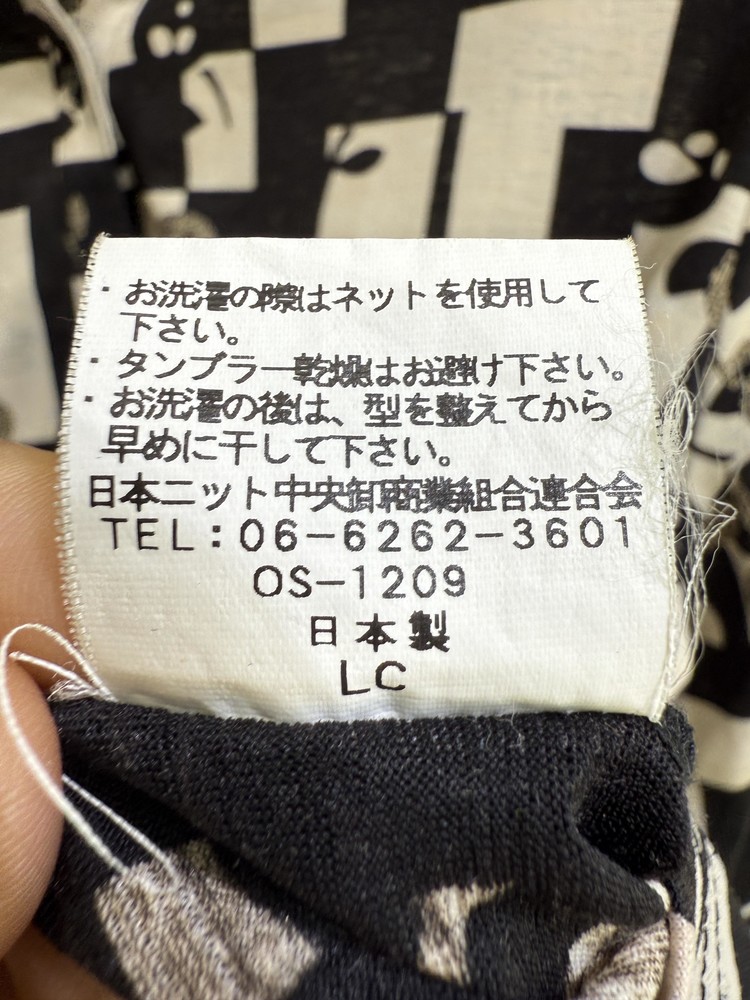 ・お洗濯の際はネットを使用して
下さい。
・タンブラー乾燥はお避け下さい。
・お洗濯の後は、型を整えてから
早めに干して下さい。
日本ニット中央卸商業組合連合会
TEL:06-6262-3601
OS-1209
日本製
LC